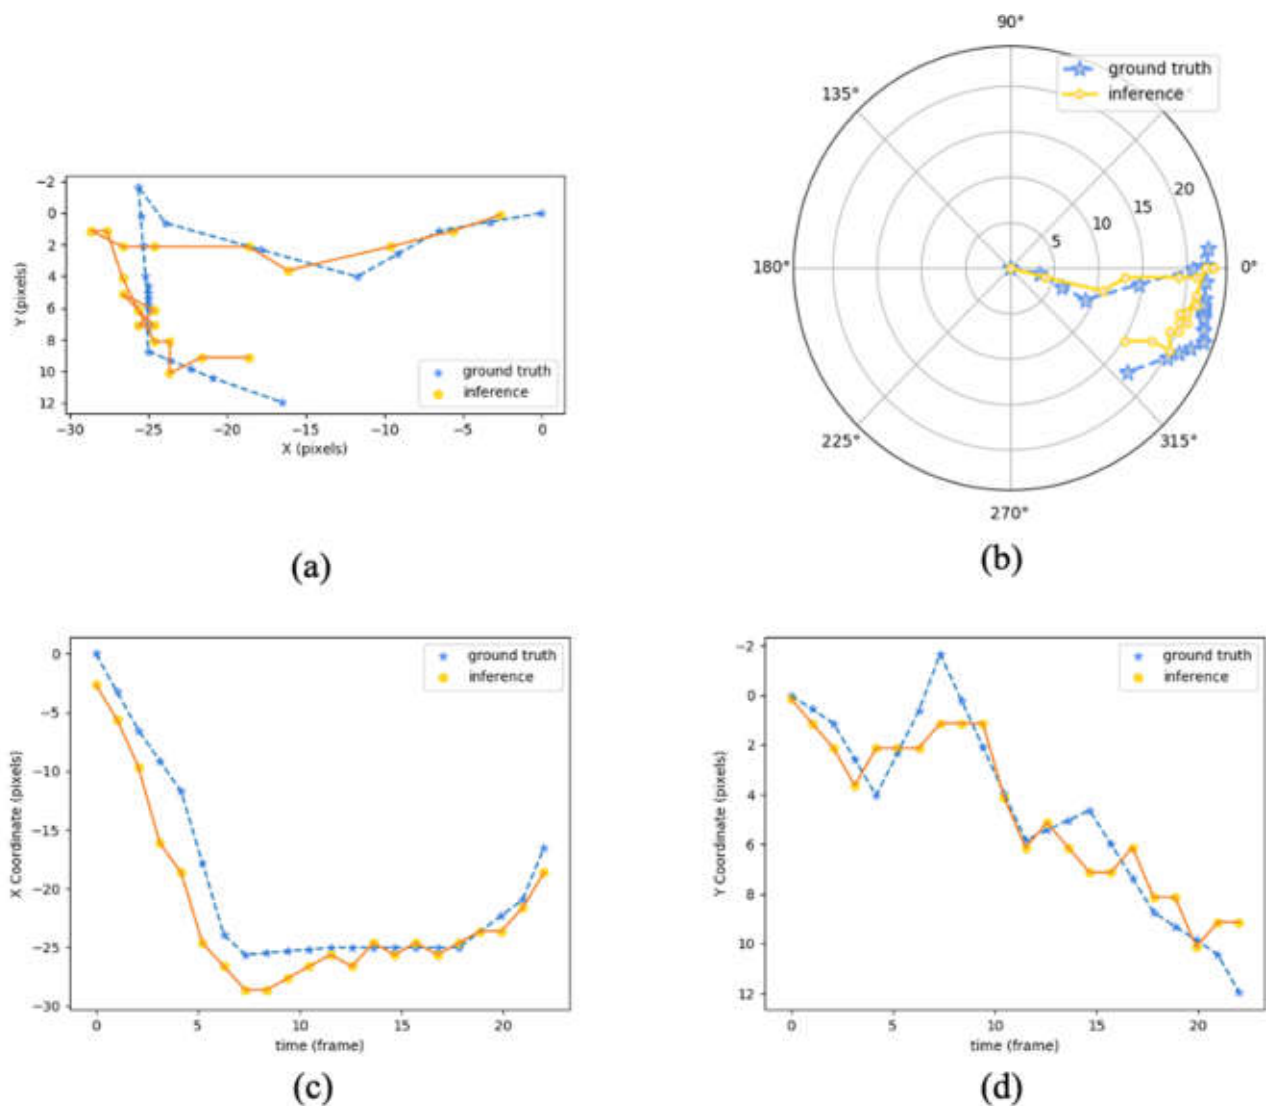 −2
0
2
4
6
8
10
12
Y (pixels)
ground truth
inference
−30 −25 −20 −15 −10 −5 0
X (pixels)
(a)
90°
ground truth
inference
135°
20
15
10
5
180°
0°
225°
315°
270°
(b)
0
−5
−10
−15
−20
−25
−30
X Coordinate (pixels)
ground truth
inference
0 5 10 15 20
time (frame)
(c)
−2
0
2
4
6
8
10
12
Y Coordinate (pixels)
ground truth
inference
0 5 10 15 20
time (frame)
(d)